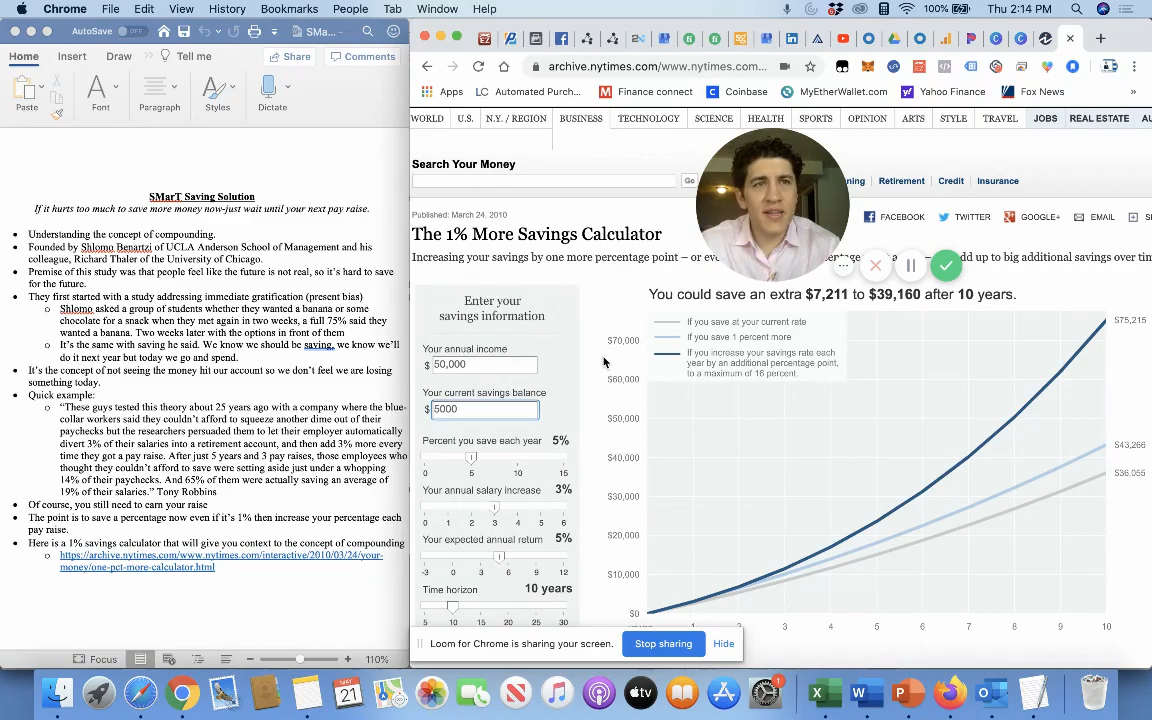 Chrome File Edit View History Bookmarks People Tab Window Help 100% Thu 2:14 PM
AutoSave OFF SMa...
Home Insert Draw Tell me Share Comments
Paste Font Paragraph Styles Dictate
SMarT Saving Solution
If it hurts too much to save more money now-just wait until your next pay raise.
Understanding the concept of compounding.
Founded by Shlomo Benartzi of UCLA Anderson School of Management and his
colleague, Richard Thaler of the University of Chicago.
Premise of this study was that people feel like the future is not real, so it's hard to save
for the future.
They first started with a study addressing immediate gratification (present bias)
Shlomo asked a group of students whether they wanted a banana or some
chocolate for a snack when they met again in two weeks, a full 75% said they
wanted a banana. Two weeks later with the options in front of them
It's the same with saving he said. We know we should be saving, we know we'll
do it next year but today we go and spend.
It's the concept of not seeing the money hit our account so we don't feel we are losing
something today.
Quick example:
"These guys tested this theory about 25 years ago with a company where the blue-
collar workers said they couldn't afford to squeeze another dime out of their
paychecks but the researchers persuaded them to let their employer automatically
divert 3% of their salaries into a retirement account, and then add 3% more every
time they got a pay raise. After just 5 years and 3 pay raises, those employees who
thought they couldn't afford to save were setting aside just under a whopping
14% of their paychecks. And 65% of them were actually saving an average of
19% of their salaries." Tony Robbins
Of course, you still need to earn your raise
The point is to save a percentage now even if it's 1% then increase your percentage each
pay raise.
Here is a 1% savings calculator that will give you context to the concept of compounding
https://archive.nytimes.com/www.nytimes.com/interactive/2010/03/24/your-
money/one-pct-more-calculator.html
Focus 110%
archive.nytimes.com/www.nytimes.com...
Apps Automated Purch... Finance connect Coinbase MyEtherWallet.com Yahoo Finance Fox News »
WORLD U.S. N.Y. / REGION BUSINESS TECHNOLOGY SCIENCE HEALTH SPORTS OPINION ARTS STYLE TRAVEL JOBS REAL ESTATE AU
Search Your Money
Go
nning Retirement Credit Insurance
Published: March 24, 2010
FACEBOOK TWITTER GOOGLE+ EMAIL S
The 1% More Savings Calculator
Increasing your savings by one more percentage point – or eve dd up to big additional savings over tim
Enter your
savings information
Your annual income
$ 50,000
Your current savings balance
$ 5000
Percent you save each year 5%
0 5 10 15
Your annual salary increase 3%
0 1 2 3 4 5 6
Your expected annual return 5%
-3 0 3 6 9 12
Time horizon 10 years
5 10 15 20 25 30
You could save an extra $7,211 to $39,160 after 10 years.
If you save at your current rate
If you save 1 percent more
If you increase your savings rate each
year by an additional percentage point,
to a maximum of 16 percent.
$75,215
$70,000
$60,000
$50,000
$43,266
$40,000
$36,055
$30,000
$20,000
$10,000
$0
1 2 3 4 5 6 7 8 9 10
Loom for Chrome is sharing your screen. Stop sharing Hide
MAY
21
tv
1